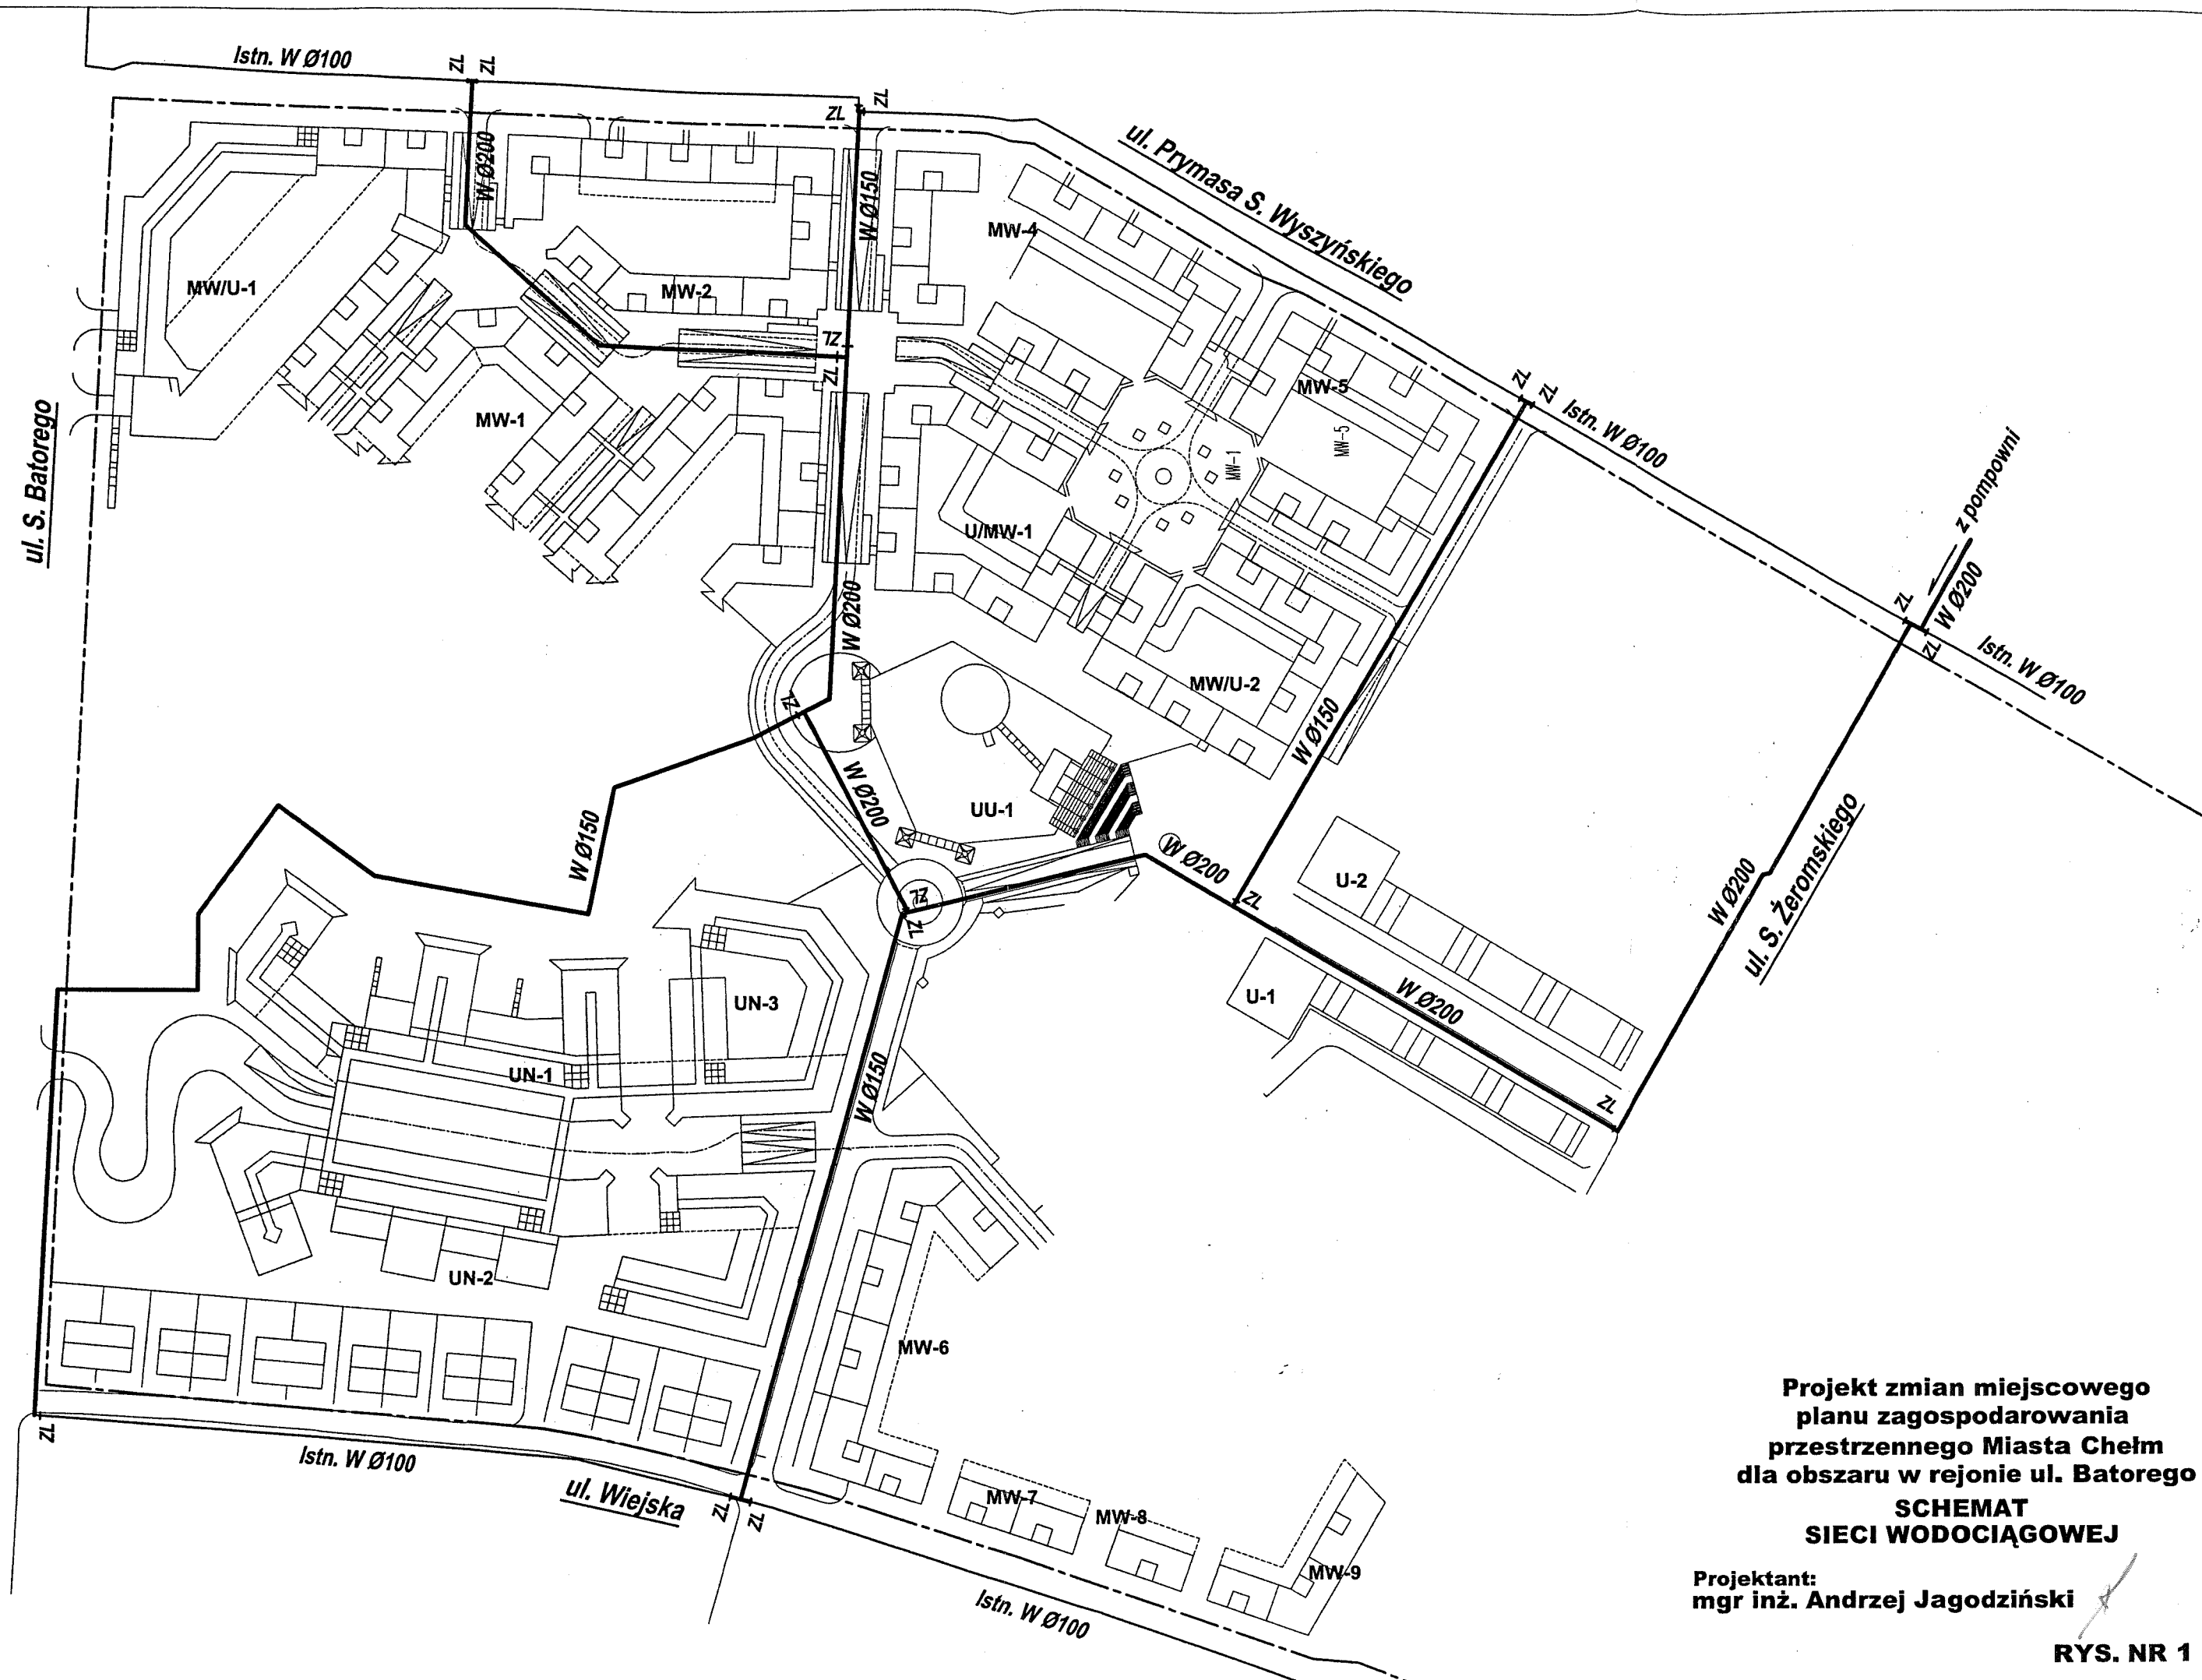 Istn. W Ø100
ZL
ZL
ZL
ZL
W Ø200
W Ø150
ul. Prymasa S. Wyszyńskiego
MW-4
MW/U-1
MW-2
ZL
ZL
MW-5
MW-5
MW-1
MW-1
ZL
ZL
Istn. W Ø100
ul. S. Batorego
U/MW-1
z pompowni
W Ø200
ZL
ZL
Istn. W Ø100
W Ø200
MW/U-2
ZL
W Ø150
W Ø200
UU-1
W Ø150
W Ø200
U-2
W Ø200
ul. S. Żeromskiego
ZL
ZL
ZL
U-1
W Ø200
UN-3
UN-1
W Ø150
ZL
UN-2
MW-6
ZL
Istn. W Ø100
ul. Wiejska
ZL
ZL
MW-7
MW-8
MW-9
Istn. W Ø100
Projekt zmian miejscowego
planu zagospodarowania
przestrzennego Miasta Chełm
dla obszaru w rejonie ul. Batorego
SCHEMAT
SIECI WODOCIĄGOWEJ
Projektant:
mgr inż. Andrzej Jagodziński
RYS. NR 1